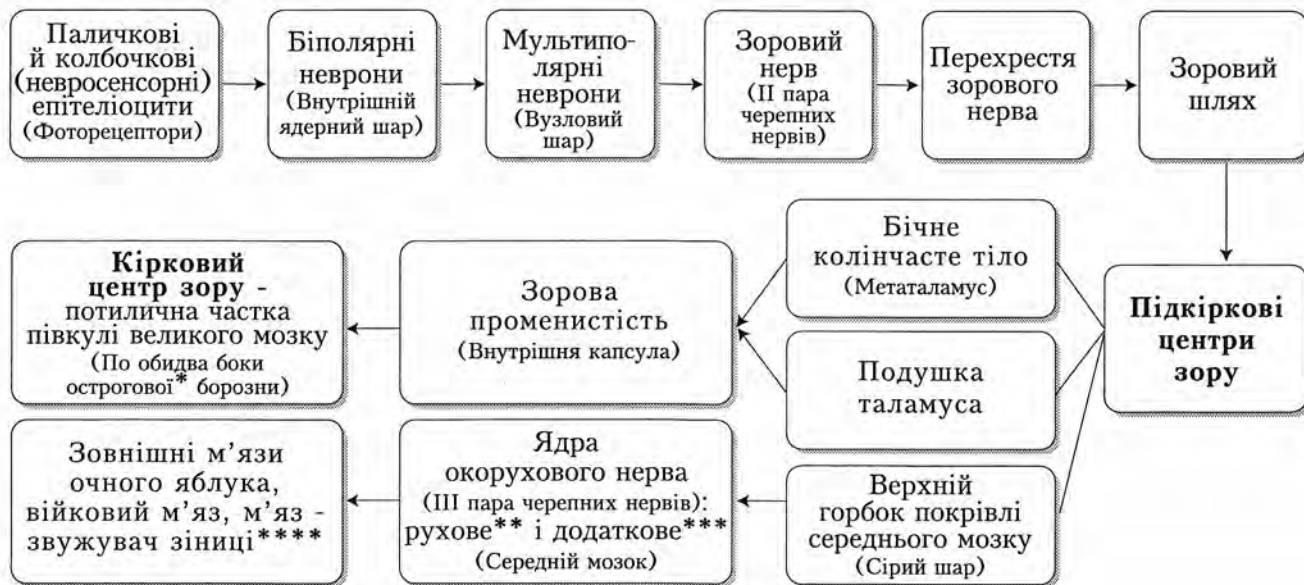 Паличкові
й колбочкові
(невросенсорні)
епітеліоцити
(Фоторецептори)
Біполярні
неврони
(Внутрішній
ядерний шар)
Мультипо-
лярні
неврони
(Вузловий
шар)
Зоровий
нерв
(II пара
черепних
нервів)
Перехрестя
зорового
нерва
Зоровий
шлях
Кірковий
центр зору -
потилична частка
півкулі великого мозку
(По обидва боки
острогової* борозни)
Зорова
променистість
(Внутрішня капсула)
Бічне
колінчасте тіло
(Метаталамус)
Подушка
таламуса
Підкіркові
центри
зору
Зовнішні м’язи
очного яблука,
війковий м’яз, м’яз -
звужувач зіниці****
Ядра
окорухового нерва
(III пара черепних нервів):
рухове** і додаткове***
(Середній мозок)
Верхній
горбок покрівлі
середнього мозку
(Сірий шар)